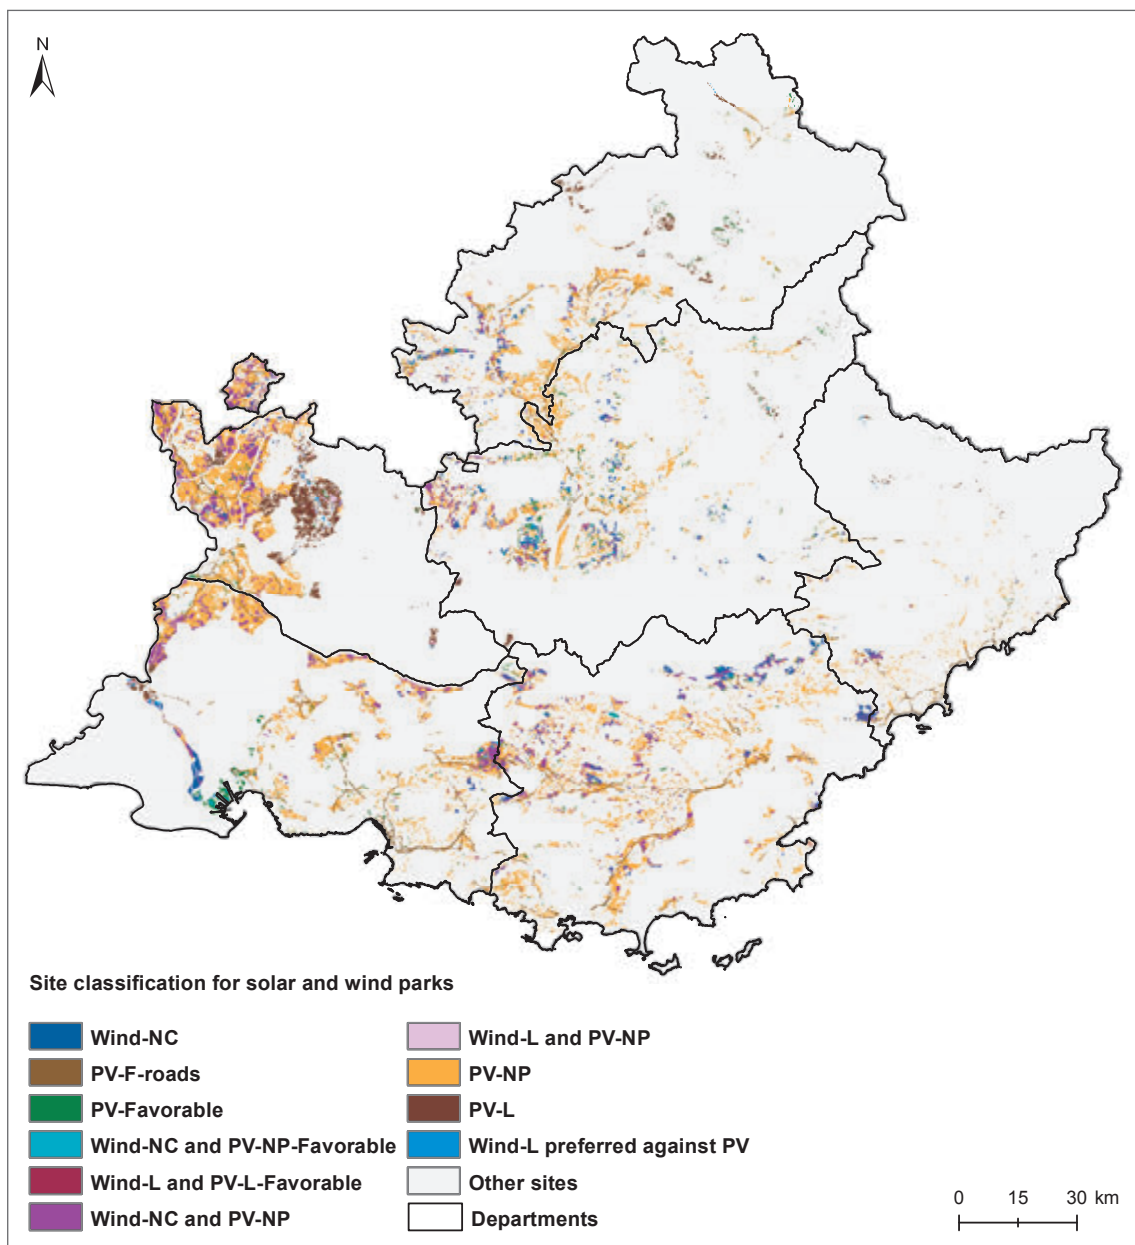 N
Site classification for solar and wind parks
Wind-NC
PV-F-roads
PV-Favorable
Wind-NC and PV-NP-Favorable
Wind-L and PV-L-Favorable
Wind-NC and PV-NP
Wind-L and PV-NP
PV-NP
PV-L
Wind-L preferred against PV
Other sites
Departments
0 15 30 km